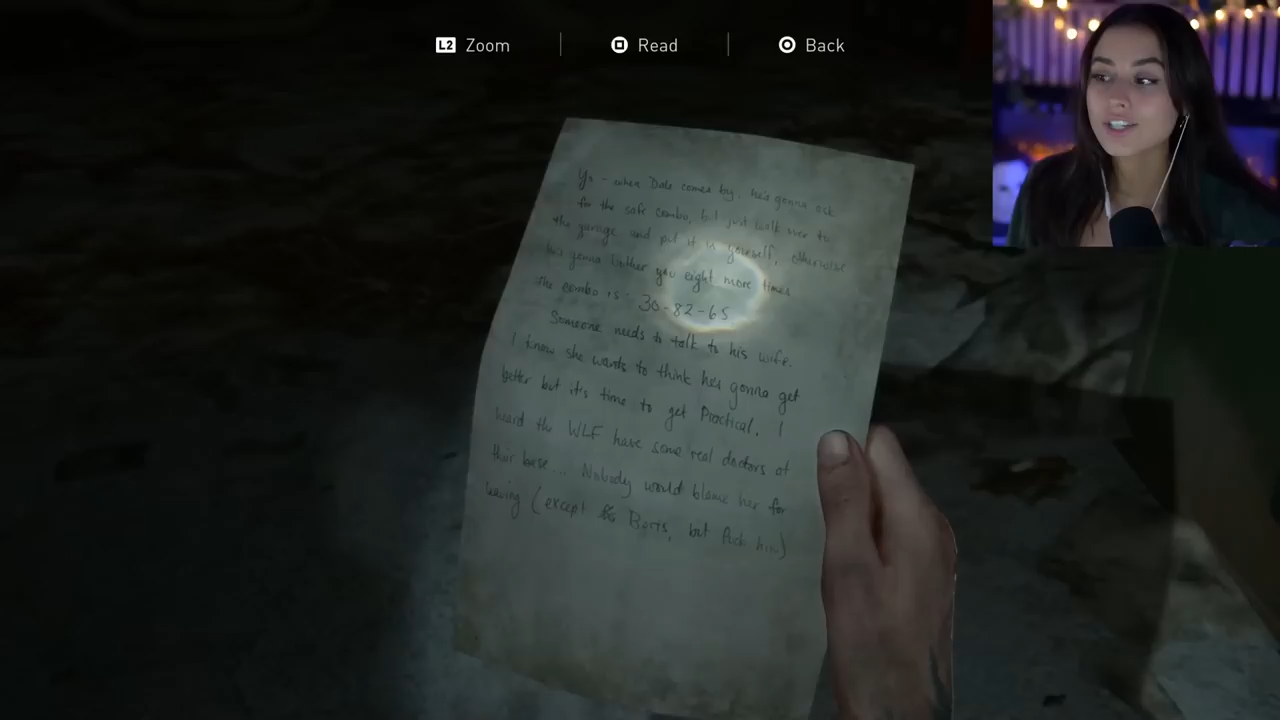 L2 Zoom
Read
Back
Yo - when Dale comes by, he's gonna ask
for the safe combo, but just walk over to
the garage and put it in yourself, otherwise
he's gonna bother you eight more times
The combo is: 30-82-65
Someone needs to talk to his wife.
I know she wants to think he's gonna get
better but it's time to get Practical. I
heard the WLF have some real doctors at
their base... Nobody would blame her for
leaving (except Boris, but fuck him)